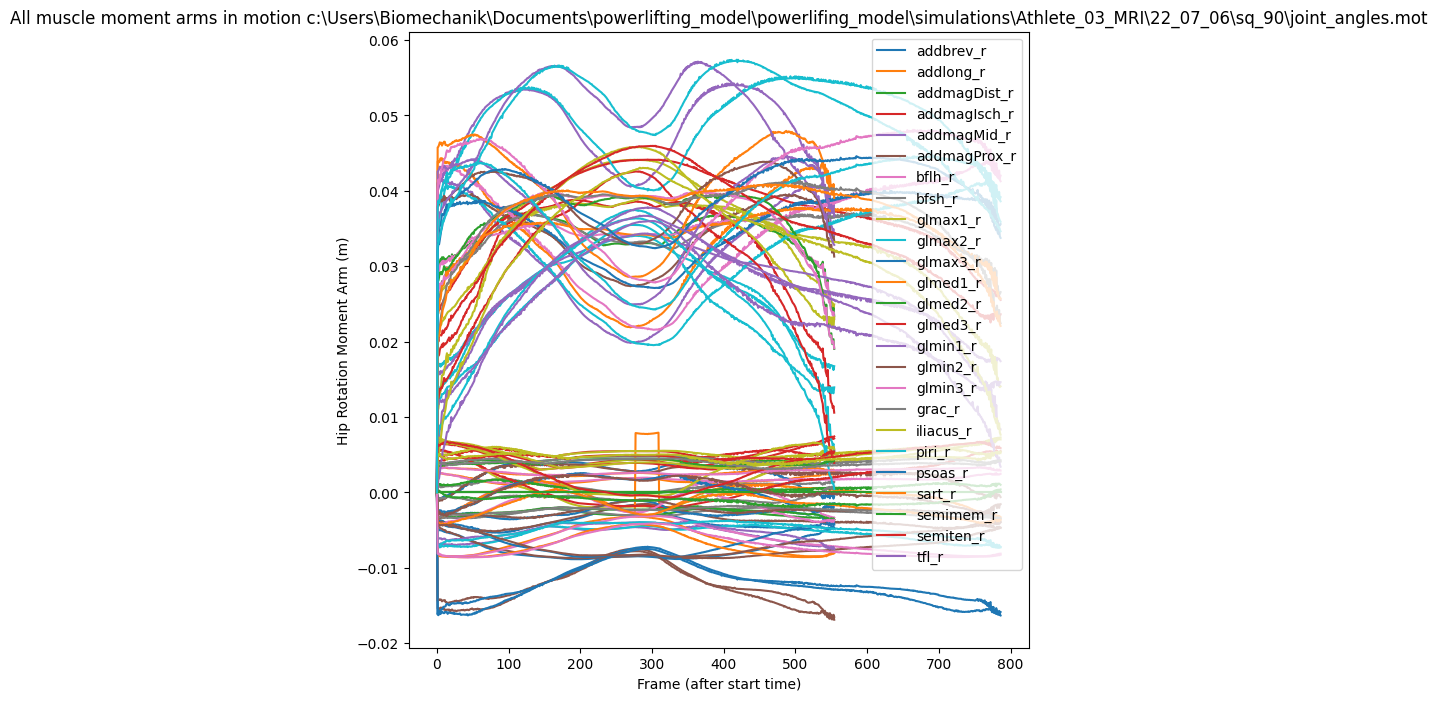 All muscle moment arms in motion c:\Users\Biomechanik\Documents\powerlifting_model\powerlifing_model\simulations\Athlete_03_MRI\22_07_06\sq_90\joint_angles.mot
Hip Rotation Moment Arm (m)
0.06
0.05
0.04
0.03
0.02
0.01
0.00
−0.01
−0.02
0 100 200 300 400 500 600 700 800
Frame (after start time)
addbrev_r
addlong_r
addmagDist_r
addmagIsch_r
addmagMid_r
addmagProx_r
bflh_r
bfsh_r
glmax1_r
glmax2_r
glmax3_r
glmed1_r
glmed2_r
glmed3_r
glmin1_r
glmin2_r
glmin3_r
grac_r
iliacus_r
piri_r
psoas_r
sart_r
semimem_r
semiten_r
tfl_r